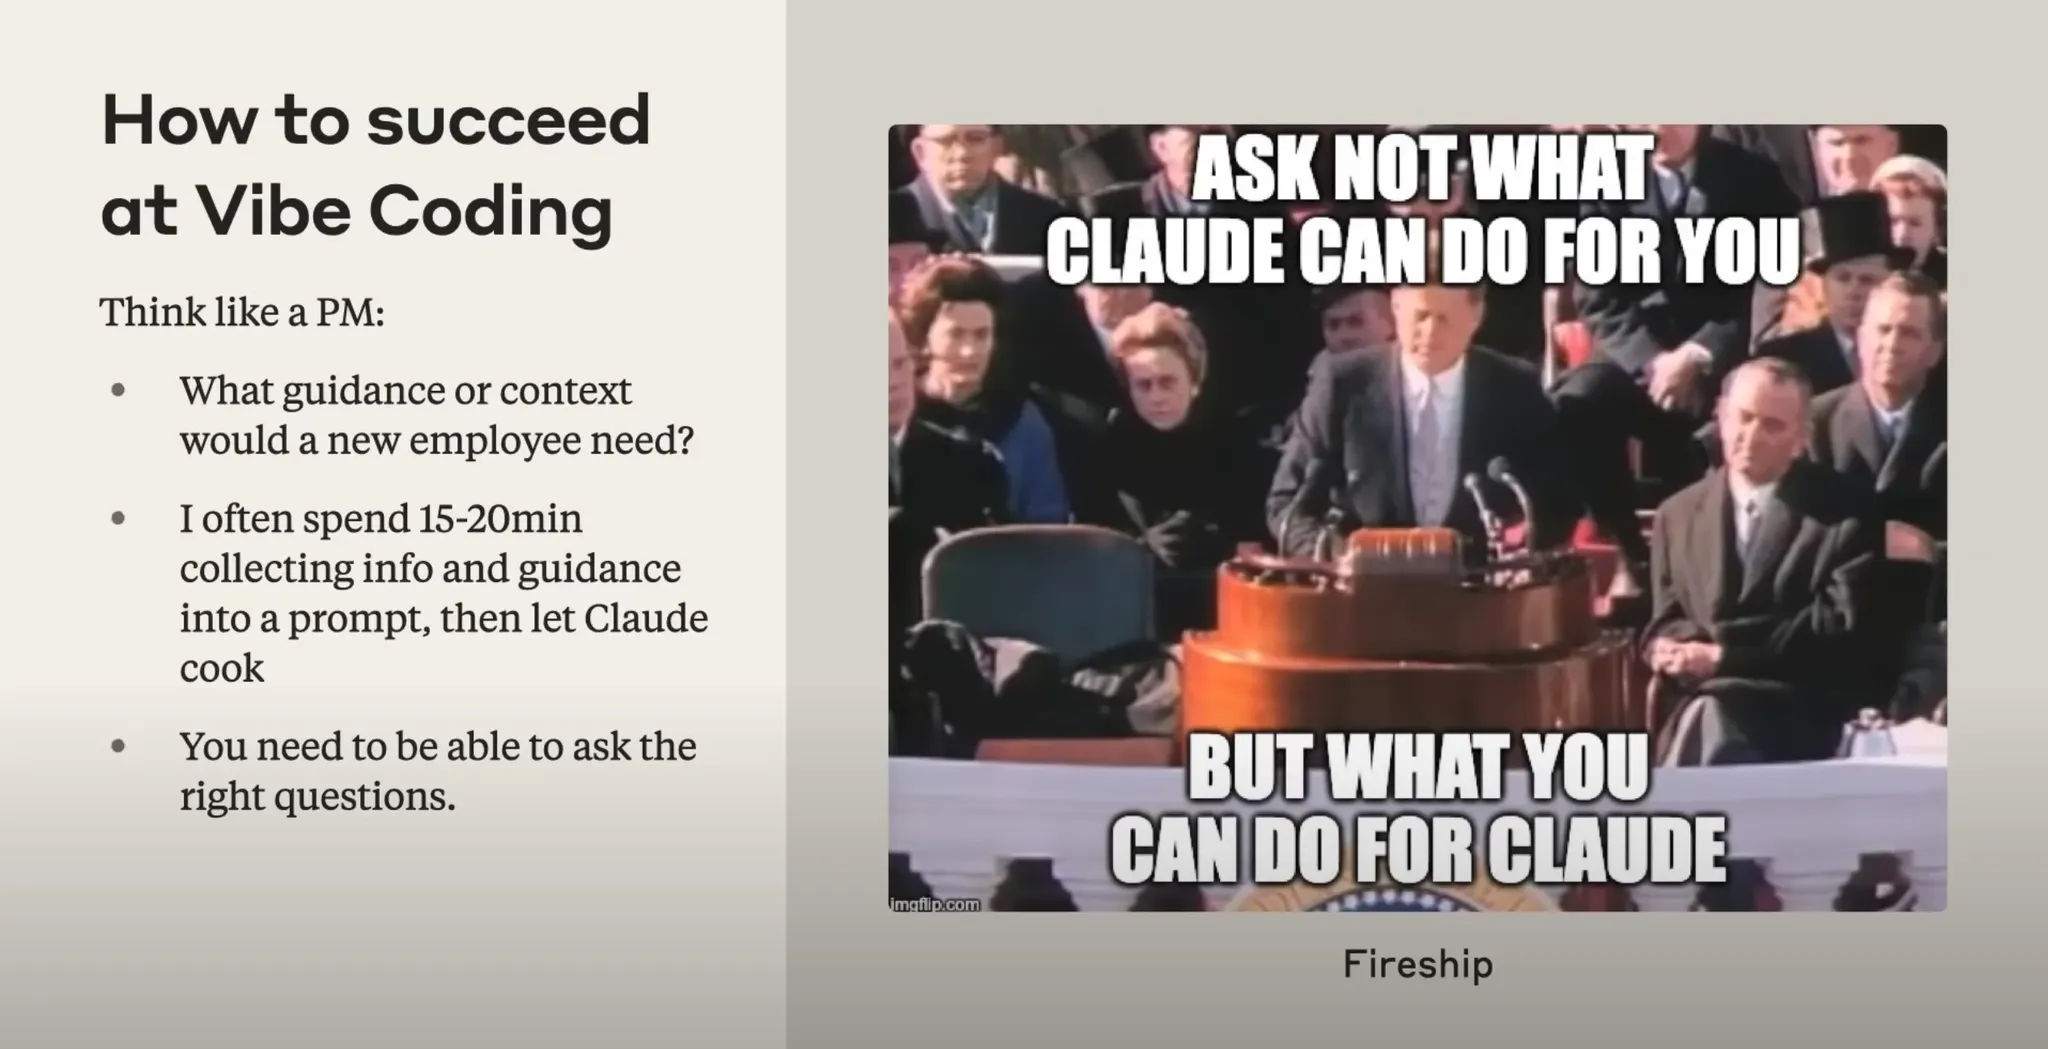 How to succeed
at Vibe Coding
Think like a PM:
• What guidance or context
would a new employee need?
• I often spend 15-20min
collecting info and guidance
into a prompt, then let Claude
cook
• You need to be able to ask the
right questions.
ASK NOT WHAT
CLAUDE CAN DO FOR YOU
BUT WHAT YOU
CAN DO FOR CLAUDE
imgflip.com
Fireship